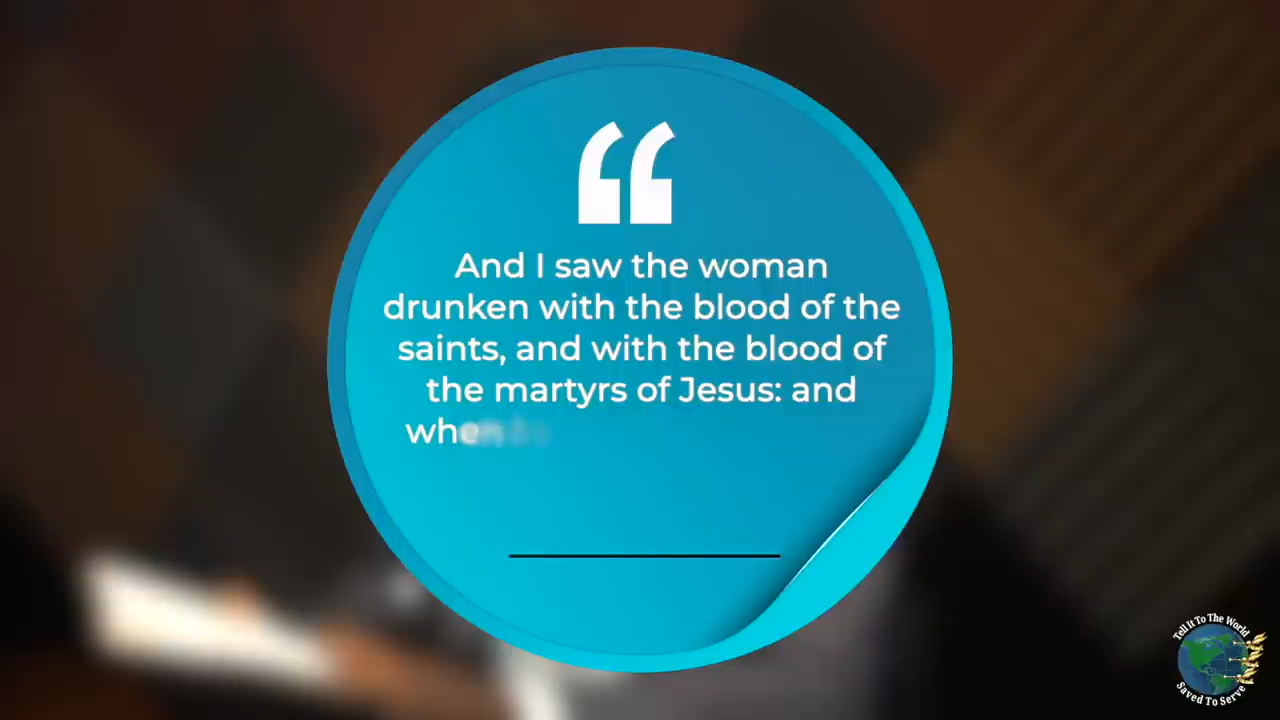 “
And I saw the woman
drunken with the blood of the
saints, and with the blood of
the martyrs of Jesus: and
when
Tell It To The World
Saved To Serve